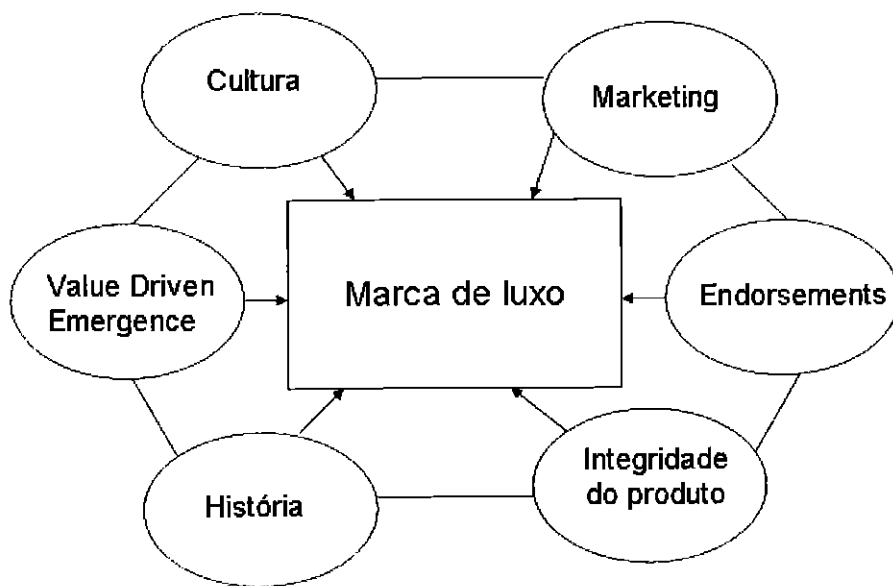 Cultura
Marketing
Value Driven
Emergence
Marca de luxo
Endorsements
História
Integridade
do produto